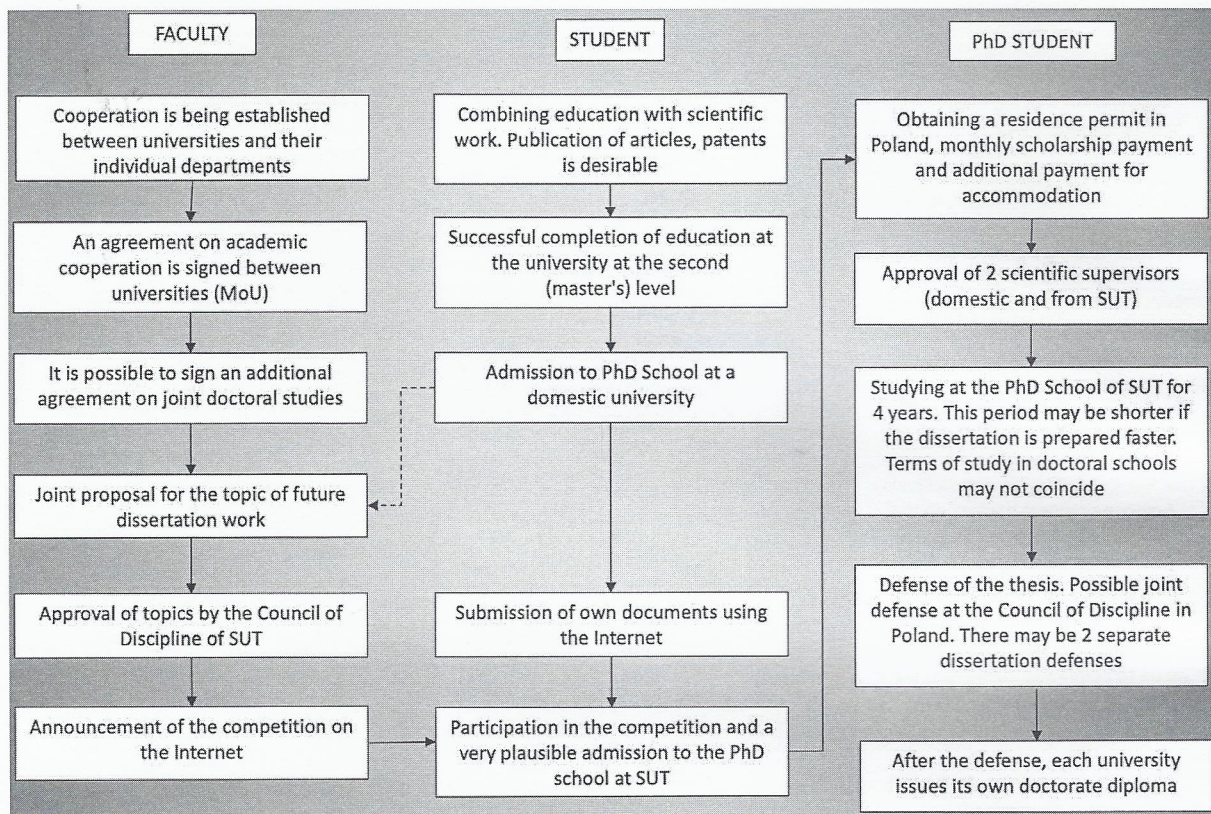 FACULTY
Cooperation is being established
between universities and their
individual departments
An agreement on academic
cooperation is signed between
universities (MoU)
It is possible to sign an additional
agreement on joint doctoral studies
Joint proposal for the topic of future
dissertation work
Approval of topics by the Council of
Discipline of SUT
Announcement of the competition on
the Internet
STUDENT
Combining education with scientific
work. Publication of articles, patents
is desirable
Successful completion of education at
the university at the second
(master's) level
Admission to PhD School at a
domestic university
Submission of own documents using
the Internet
Participation in the competition and a
very plausible admission to the PhD
school at SUT
PhD STUDENT
Obtaining a residence permit in
Poland, monthly scholarship payment
and additional payment for
accommodation
Approval of 2 scientific supervisors
(domestic and from SUT)
Studying at the PhD School of SUT for
4 years. This period may be shorter if
the dissertation is prepared faster.
Terms of study in doctoral schools
may not coincide
Defense of the thesis. Possible joint
defense at the Council of Discipline in
Poland. There may be 2 separate
dissertation defenses
After the defense, each university
issues its own doctorate diploma